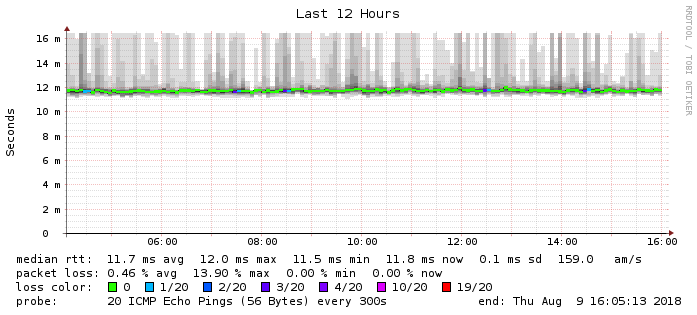 Last 12 Hours
RRDTOOL / TOBI OETIKER
Seconds
16 m
14 m
12 m
10 m
8 m
6 m
4 m
2 m
0
06:00 08:00 10:00 12:00 14:00 16:00
median rtt: 11.7 ms avg 12.0 ms max 11.5 ms min 11.8 ms now 0.1 ms sd 159.0 am/s
packet loss: 0.46 % avg 13.90 % max 0.00 % min 0.00 % now
loss color: 0 1/20 2/20 3/20 4/20 10/20 19/20
probe: 20 ICMP Echo Pings (56 Bytes) every 300s end: Thu Aug 9 16:05:13 2018